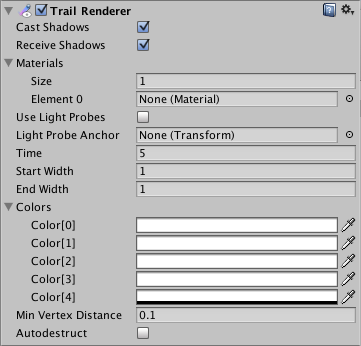 Trail Renderer
Cast Shadows
Receive Shadows
Materials
Size 1
Element 0 None (Material)
Use Light Probes
Light Probe Anchor None (Transform)
Time 5
Start Width 1
End Width 1
Colors
Color[0]
Color[1]
Color[2]
Color[3]
Color[4]
Min Vertex Distance 0.1
Autodestruct